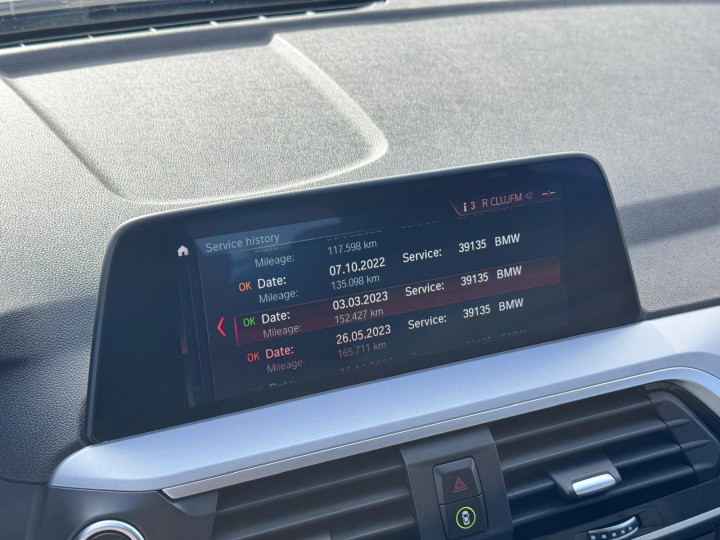 i 3 R CLUJFM --:--
Service history
Mileage: 117.598 km
OK Date: 07.10.2022 Service: 39135 BMW
Mileage: 135.098 km
OK Date: 03.03.2023 Service: 39135 BMW
Mileage: 152.427 km
OK Date: 26.05.2023 Service: 39135 BMW
Mileage: 165.711 km
OK Date: